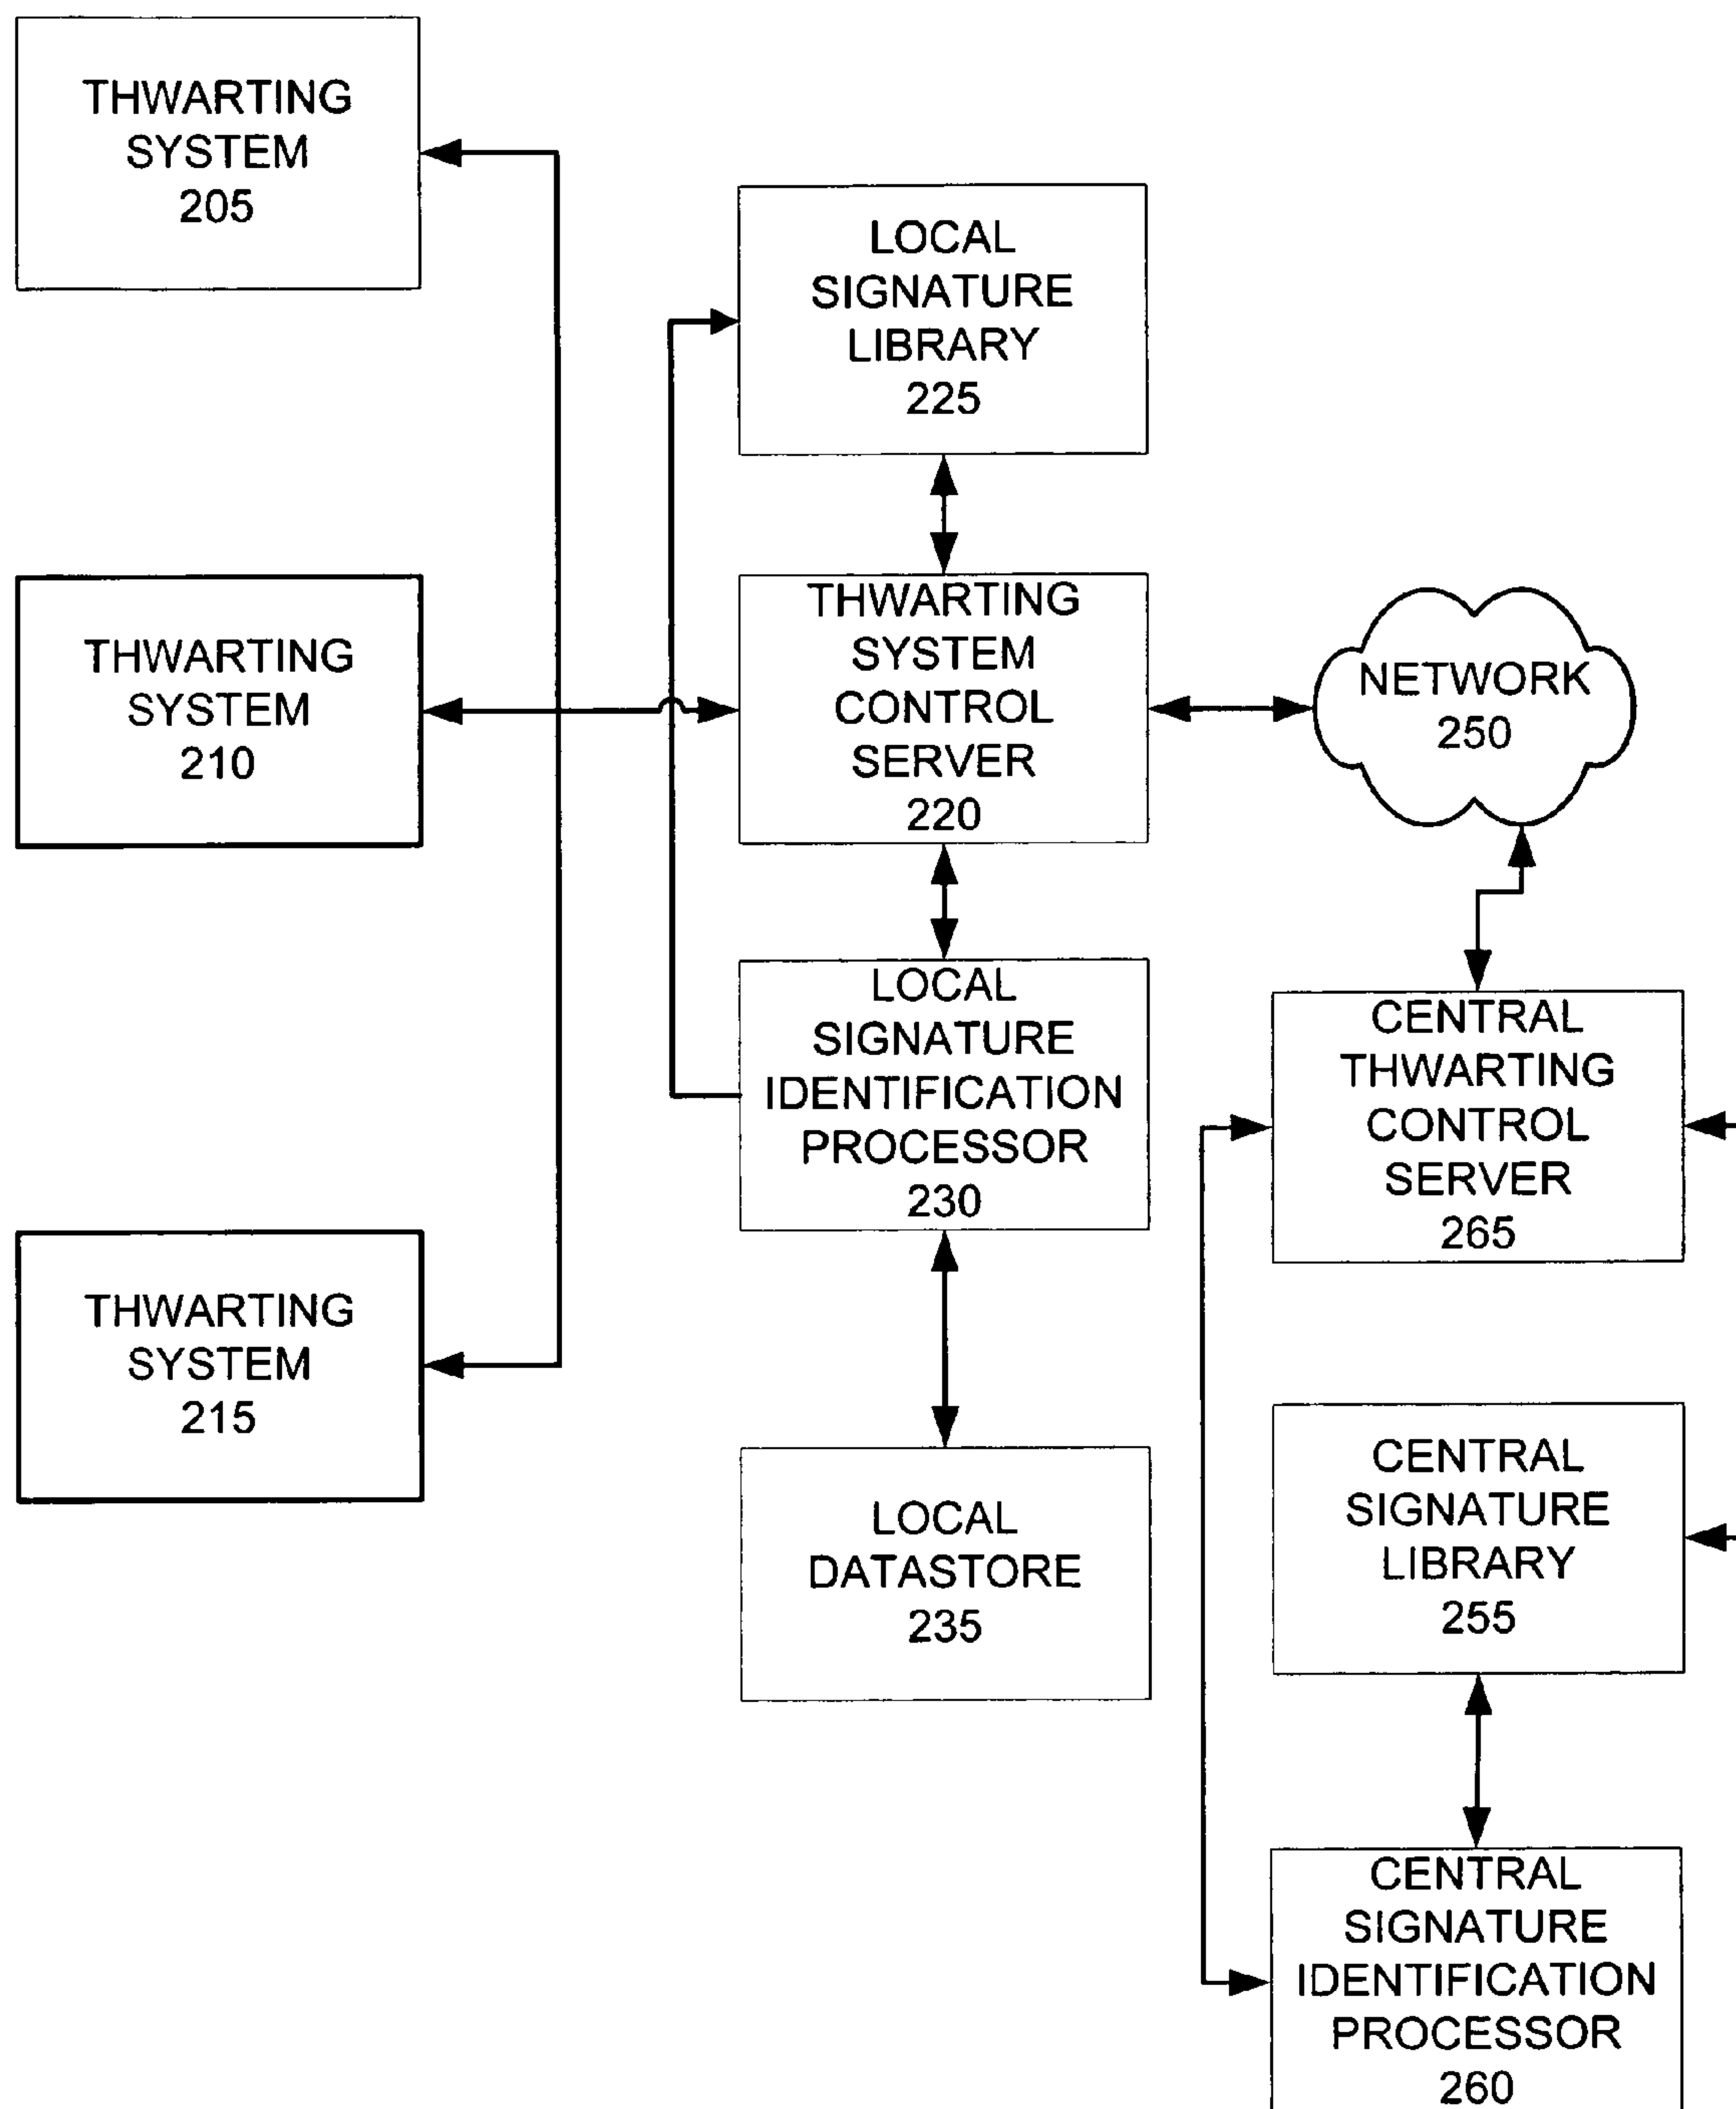 THWARTING
SYSTEM
205
LOCAL
SIGNATURE
LIBRARY
225
THWARTING
SYSTEM
210
THWARTING
SYSTEM
CONTROL
SERVER
220
NETWORK
250
LOCAL
SIGNATURE
IDENTIFICATION
PROCESSOR
230
CENTRAL
THWARTING
CONTROL
SERVER
265
THWARTING
SYSTEM
215
LOCAL
DATASTORE
235
CENTRAL
SIGNATURE
LIBRARY
255
CENTRAL
SIGNATURE
IDENTIFICATION
PROCESSOR
260